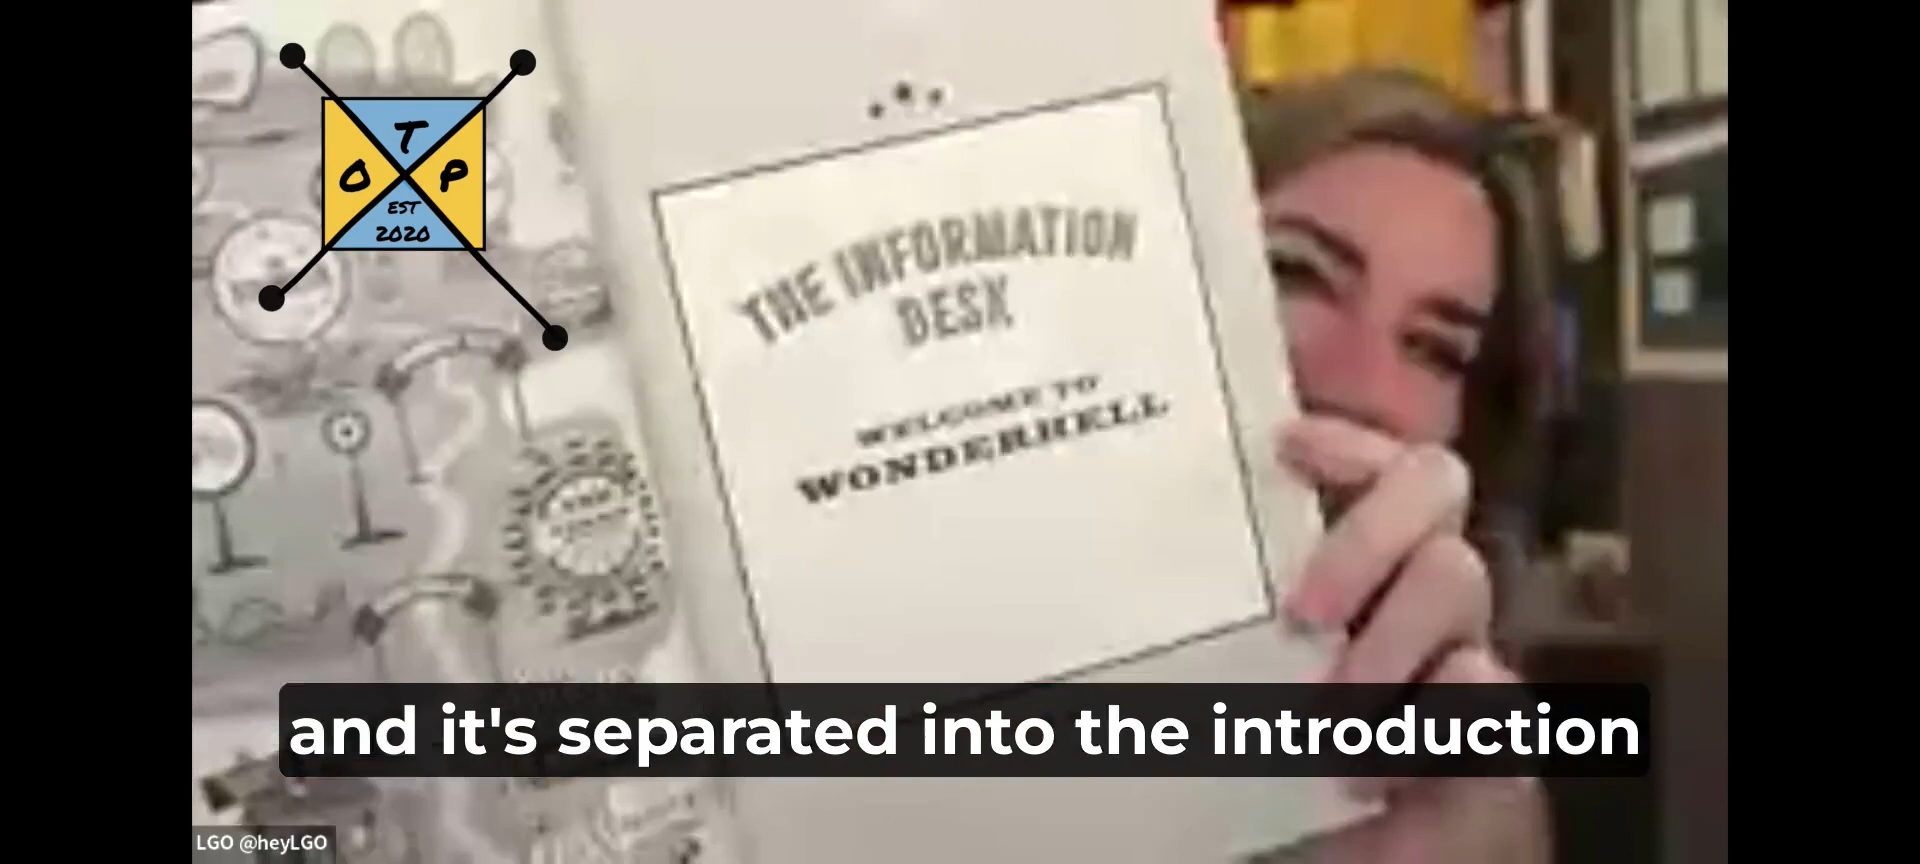 T
O P
EST
2020
THE INFORMATION
DESK
WELCOME TO
WONDERHELL
and it's separated into the introduction
LGO @heyLGO